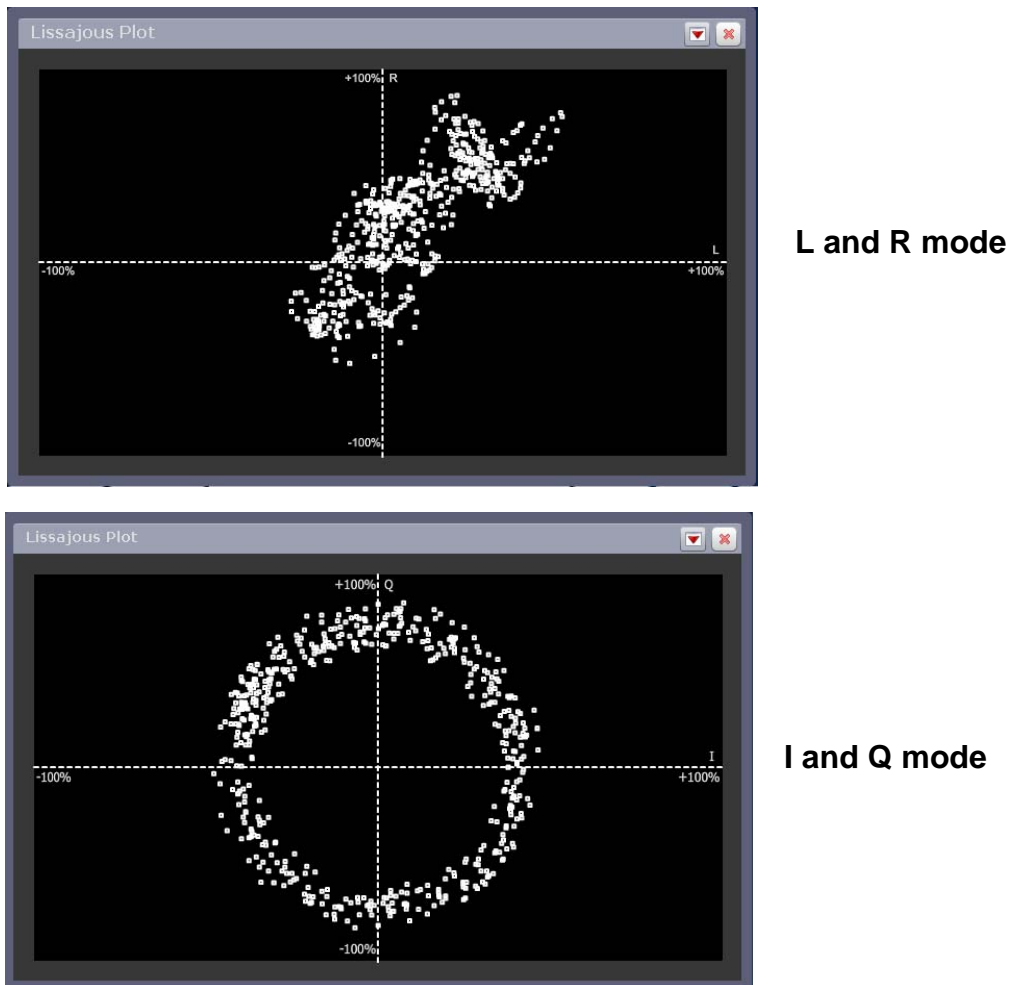 Lissajous Plot
+100% R
L
L and R mode
-100%
+100%
-100%
Lissajous Plot
+100% Q
I
I and Q mode
-100%
+100%
-100%